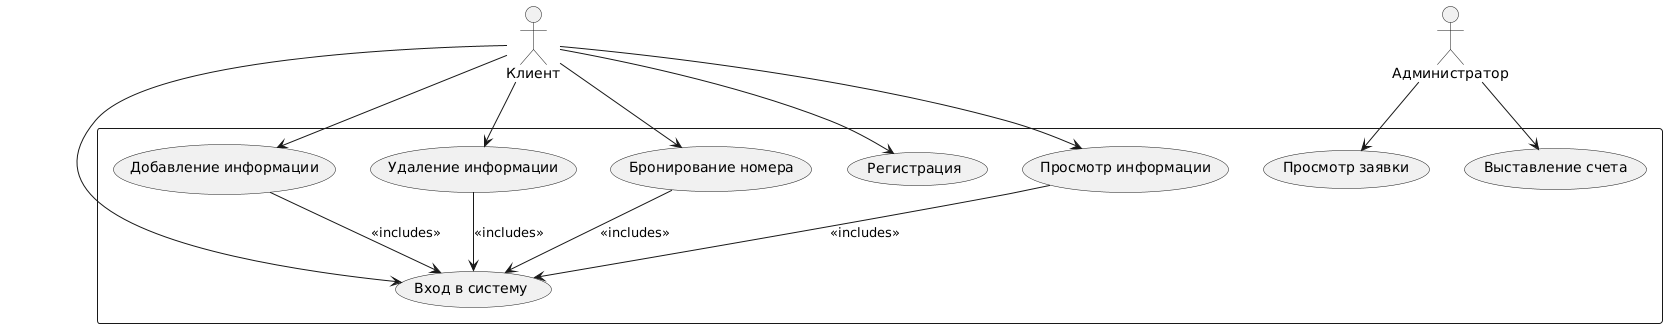 Клиент
Администратор
Добавление информации
Удаление информации
Бронирование номера
Регистрация
Просмотр информации
Просмотр заявки
Выставление счета
«includes»
«includes»
«includes»
«includes»
Вход в систему